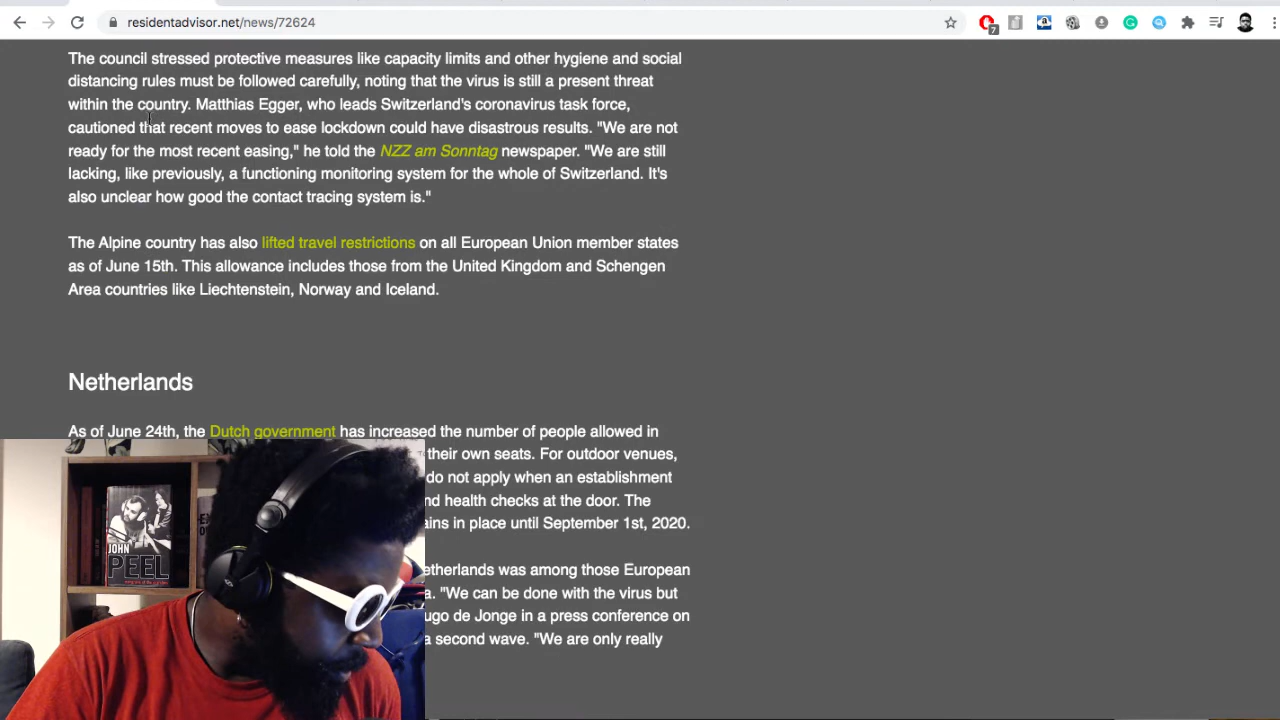 residentadvisor.net/news/72624
7
The council stressed protective measures like capacity limits and other hygiene and social
distancing rules must be followed carefully, noting that the virus is still a present threat
within the country. Matthias Egger, who leads Switzerland's coronavirus task force,
cautioned that recent moves to ease lockdown could have disastrous results. "We are not
ready for the most recent easing," he told the NZZ am Sonntag newspaper. "We are still
lacking, like previously, a functioning monitoring system for the whole of Switzerland. It's
also unclear how good the contact tracing system is."
The Alpine country has also lifted travel restrictions on all European Union member states
as of June 15th. This allowance includes those from the United Kingdom and Schengen
Area countries like Liechtenstein, Norway and Iceland.
Netherlands
As of June 24th, the Dutch government has increased the number of people allowed in
their own seats. For outdoor venues,
do not apply when an establishment
nd health checks at the door. The
ains in place until September 1st, 2020.
etherlands was among those European
a. "We can be done with the virus but
ugo de Jonge in a press conference on
a second wave. "We are only really
JOHN
PEEL